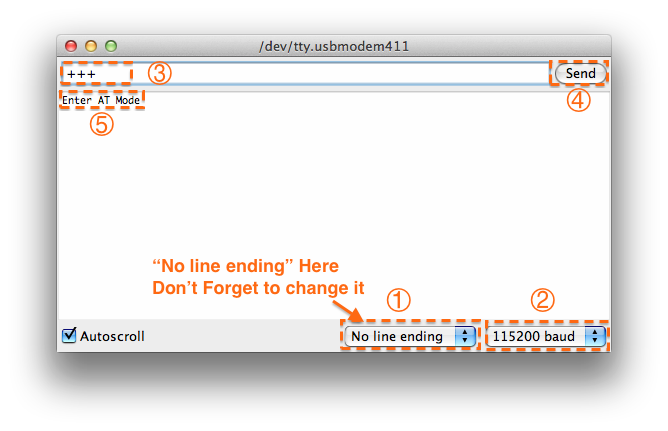 /dev/tty.usbmodem411
+++ ③ Send
④
Enter AT Mode
⑤
“No line ending” Here
Don’t Forget to change it
① ②
Autoscroll No line ending 115200 baud